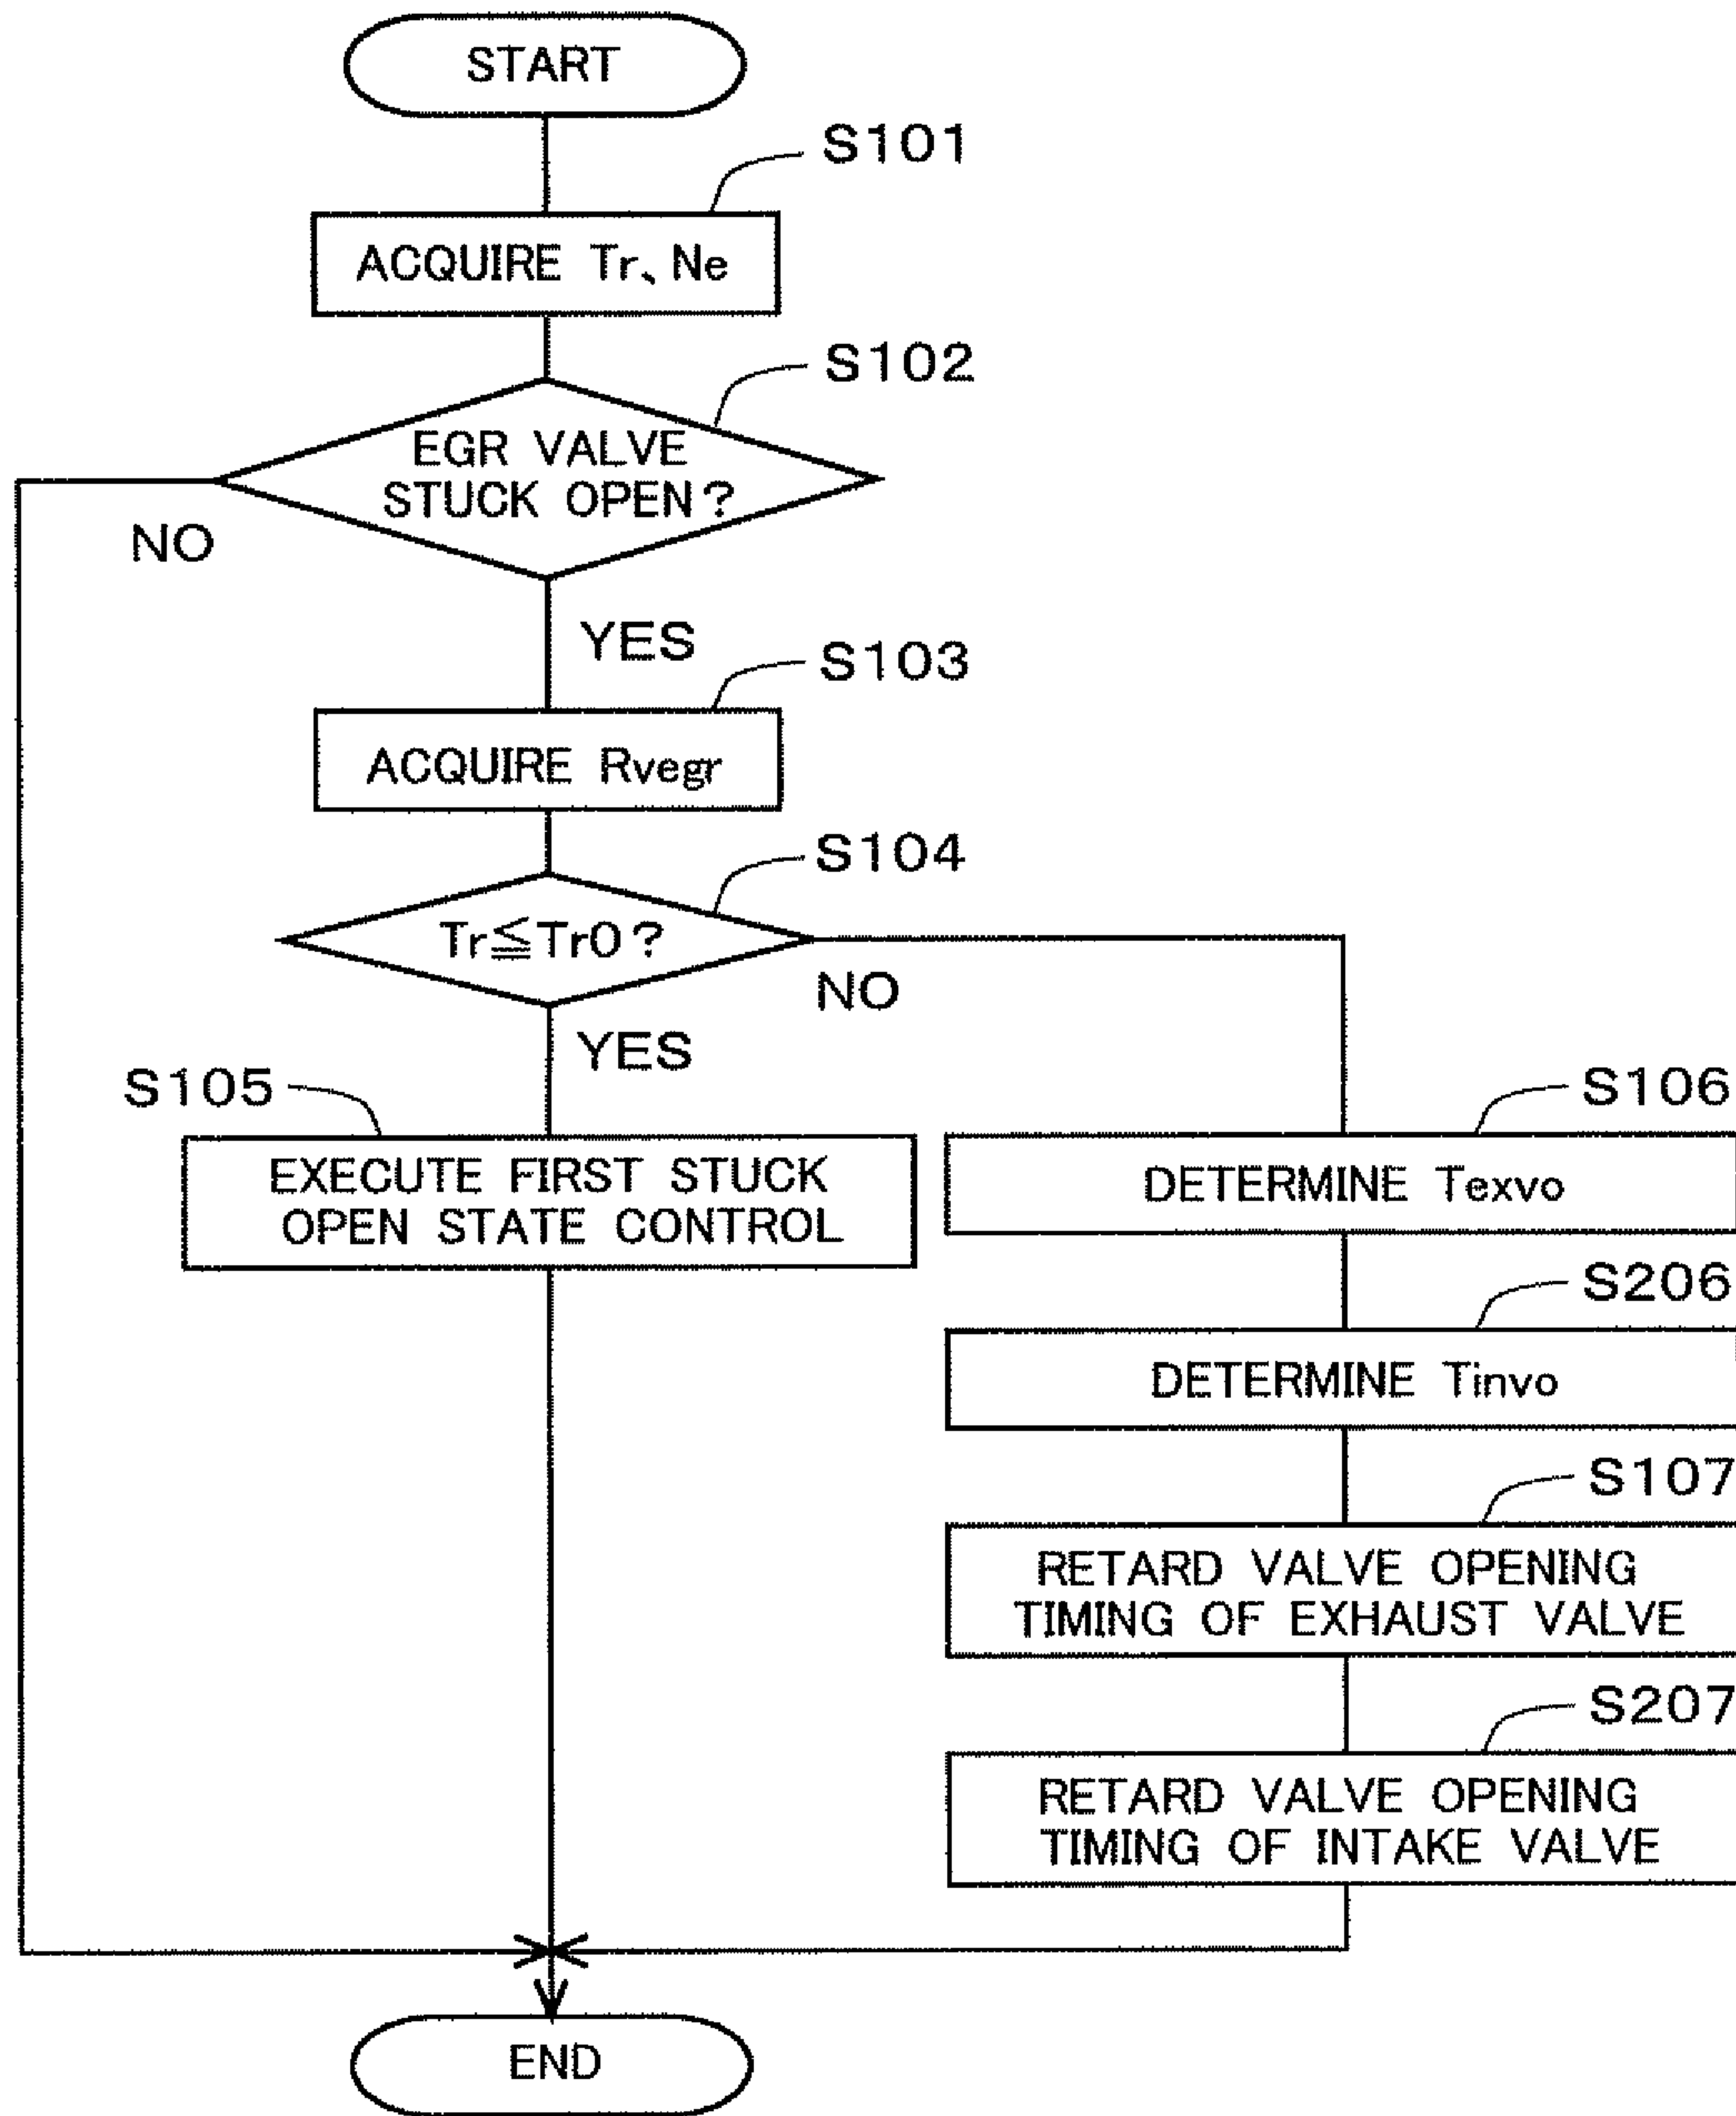 START
S101
ACQUIRE Tr、Ne
S102
EGR VALVE
STUCK OPEN?
NO
YES
S103
ACQUIRE Rvegr
S104
Tr≦Tr0?
NO
YES
S105
EXECUTE FIRST STUCK
OPEN STATE CONTROL
S106
DETERMINE Texvo
S206
DETERMINE Tinvo
S107
RETARD VALVE OPENING
TIMING OF EXHAUST VALVE
S207
RETARD VALVE OPENING
TIMING OF INTAKE VALVE
END